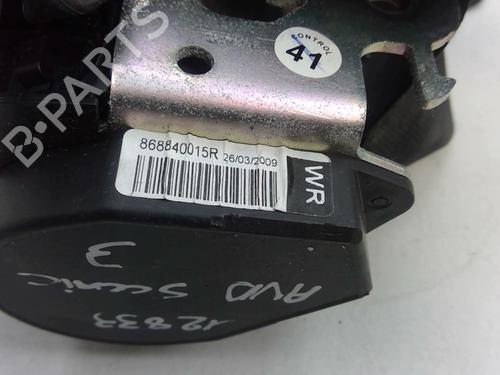 CONTROL
41
B-PARTS
868840015R 26/03/2009
WR
AVD Scenic
3
12833